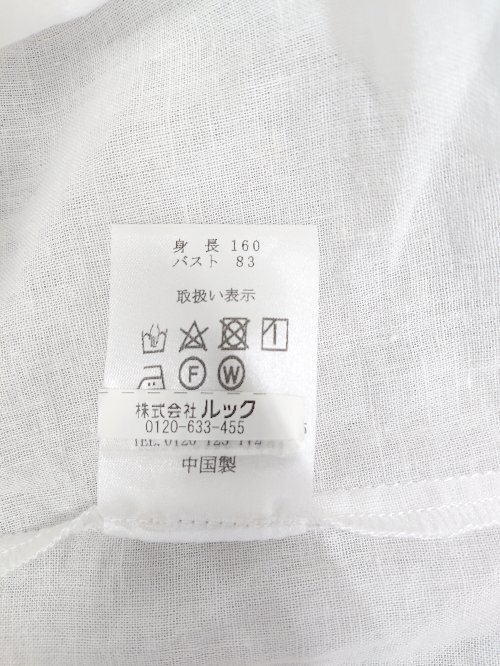 身 長 160
バスト 83
取扱い表示
F W
株式会社 ルック
0120-633-455
中国製